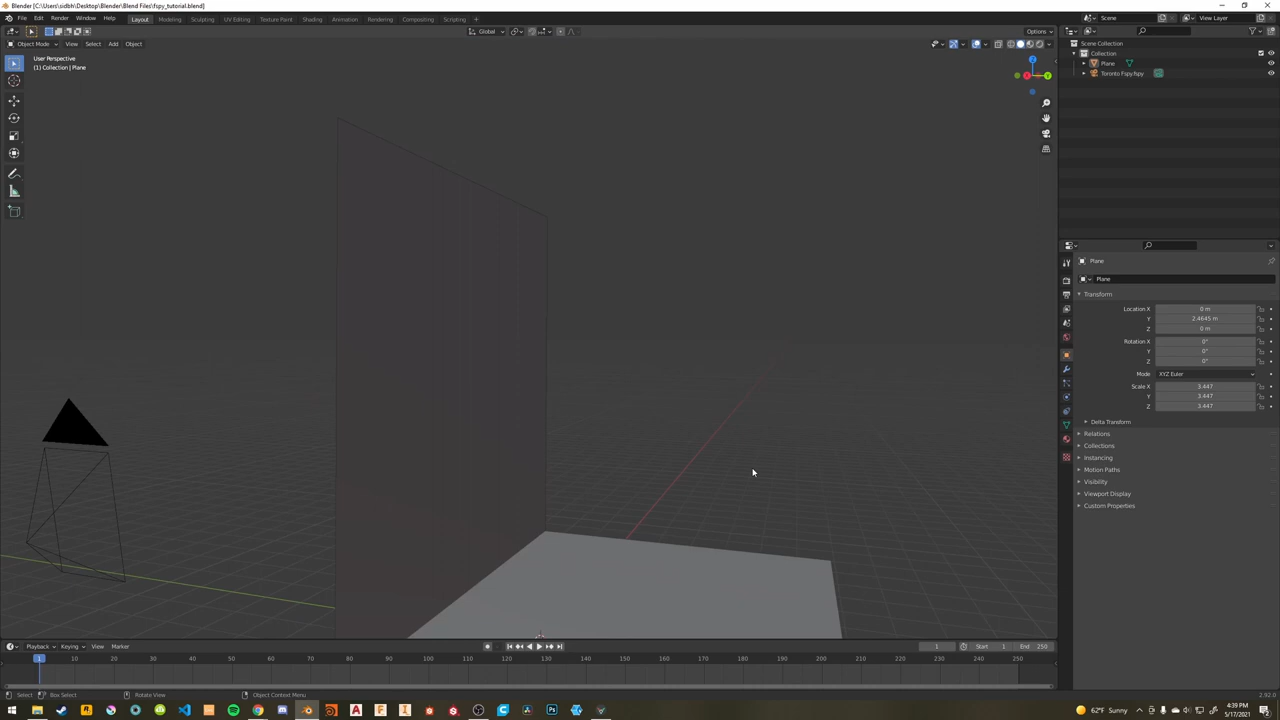 Blender [C:\Users\sidbh\Desktop\Blender\Blend Files\fspy_tutorial.blend]
File Edit Render Window Help Layout Modeling Sculpting UV Editing Texture Paint Shading Animation Rendering Compositing Scripting + Scene View Layer
Global Options
Object Mode View Select Add Object
User Perspective
(1) Collection | Plane
Z
Y
Scene Collection
Collection
Plane
Toronto Fspy.fspy
Plane
Plane
Transform
Location X 0 m
Y 2.4645 m
Z 0 m
Rotation X 0°
Y 0°
Z 0°
Mode XYZ Euler
Scale X 3.447
Y 3.447
Z 3.447
Delta Transform
Relations
Collections
Instancing
Motion Paths
Visibility
Viewport Display
Custom Properties
Playback Keying View Marker 1 Start 1 End 250
1 10 20 30 40 50 60 70 80 90 100 110 120 130 140 150 160 170 180 190 200 210 220 230 240 250
Select Box Select Rotate View Object Context Menu 2.92.0
62°F Sunny 4:39 PM
5/17/2021